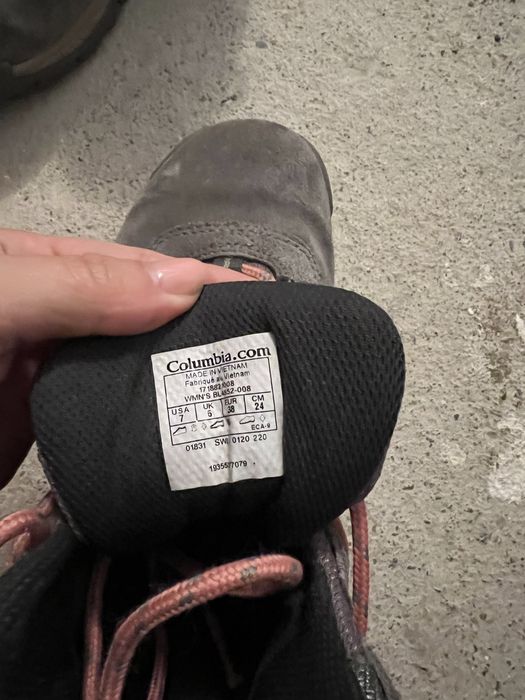 Columbia.com
MADE IN VIETNAM
Fabriqué au Vietnam
WMN'S
USA UK EUR CM
7 5 38 24
ECA-9
01831 SWI 0120 220